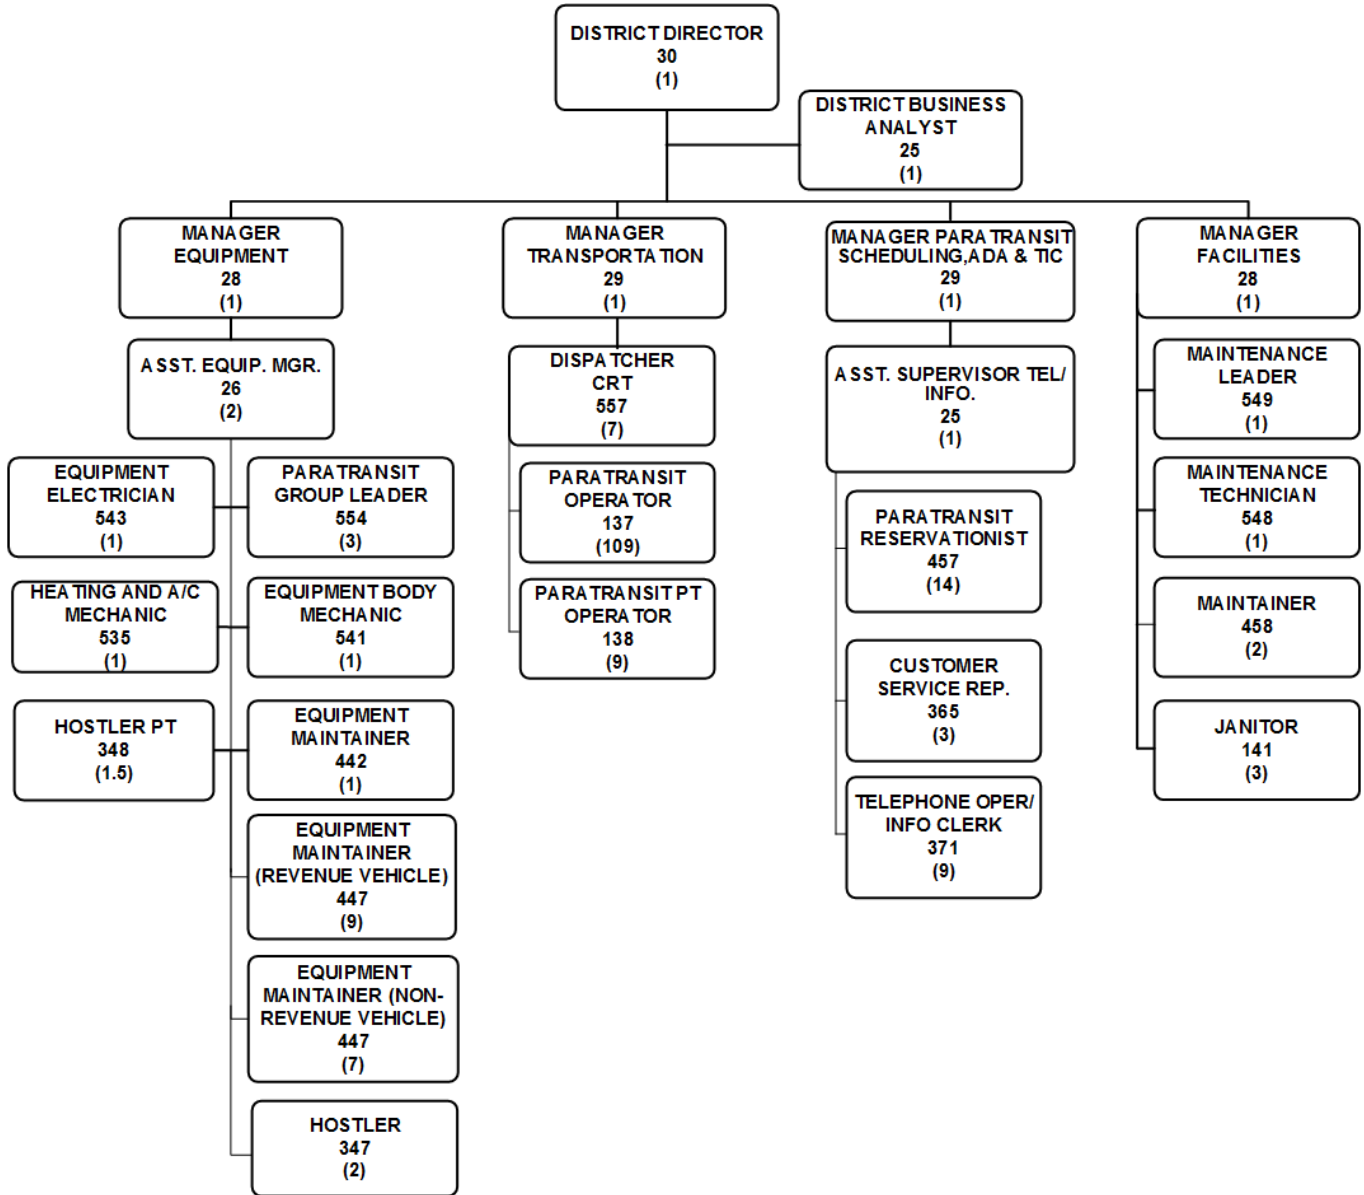 DISTRICT DIRECTOR
30
(1)
DISTRICT BUSINESS
ANALYST
25
(1)
MANAGER
EQUIPMENT
28
(1)
MANAGER
TRANSPORTATION
29
(1)
MANAGER PARATRANSIT
SCHEDULING,ADA & TIC
29
(1)
MANAGER
FACILITIES
28
(1)
ASST. EQUIP. MGR.
26
(2)
EQUIPMENT
ELECTRICIAN
543
(1)
PARATRANSIT
GROUP LEADER
554
(3)
HEATING AND A/C
MECHANIC
535
(1)
EQUIPMENT BODY
MECHANIC
541
(1)
HOSTLER PT
348
(1.5)
EQUIPMENT
MAINTAINER
442
(1)
EQUIPMENT
MAINTAINER
(REVENUE VEHICLE)
447
(9)
EQUIPMENT
MAINTAINER (NON-
REVENUE VEHICLE)
447
(7)
HOSTLER
347
(2)
DISPATCHER
CRT
557
(7)
PARATRANSIT
OPERATOR
137
(109)
PARATRANSIT PT
OPERATOR
138
(9)
ASST. SUPERVISOR TEL/
INFO.
25
(1)
PARATRANSIT
RESERVATIONIST
457
(14)
CUSTOMER
SERVICE REP.
365
(3)
TELEPHONE OPER/
INFO CLERK
371
(9)
MAINTENANCE
LEADER
549
(1)
MAINTENANCE
TECHNICIAN
548
(1)
MAINTAINER
458
(2)
JANITOR
141
(3)